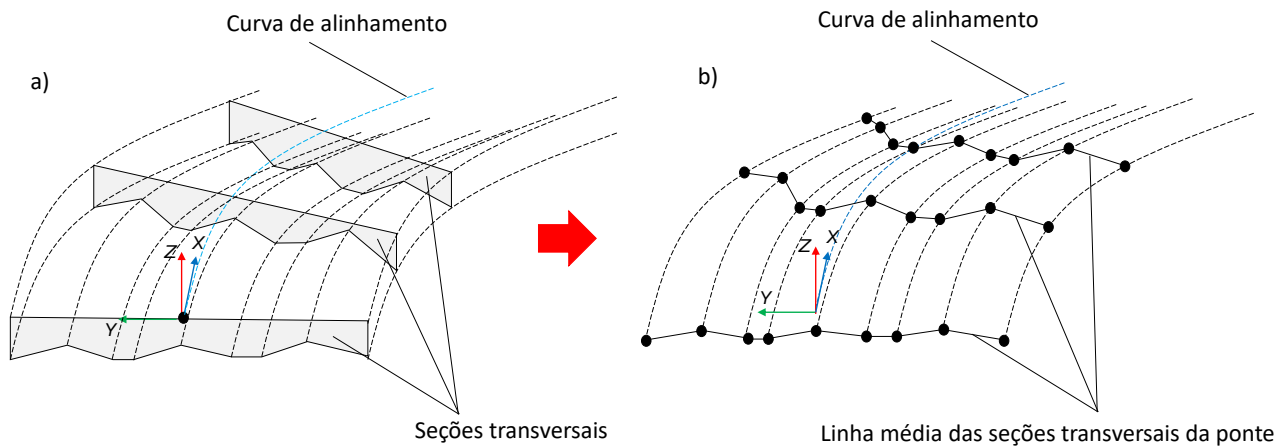 Curva de alinhamento
a)
Z
X
Y
Seções transversais
Curva de alinhamento
b)
Z
X
Y
Linha média das seções transversais da ponte